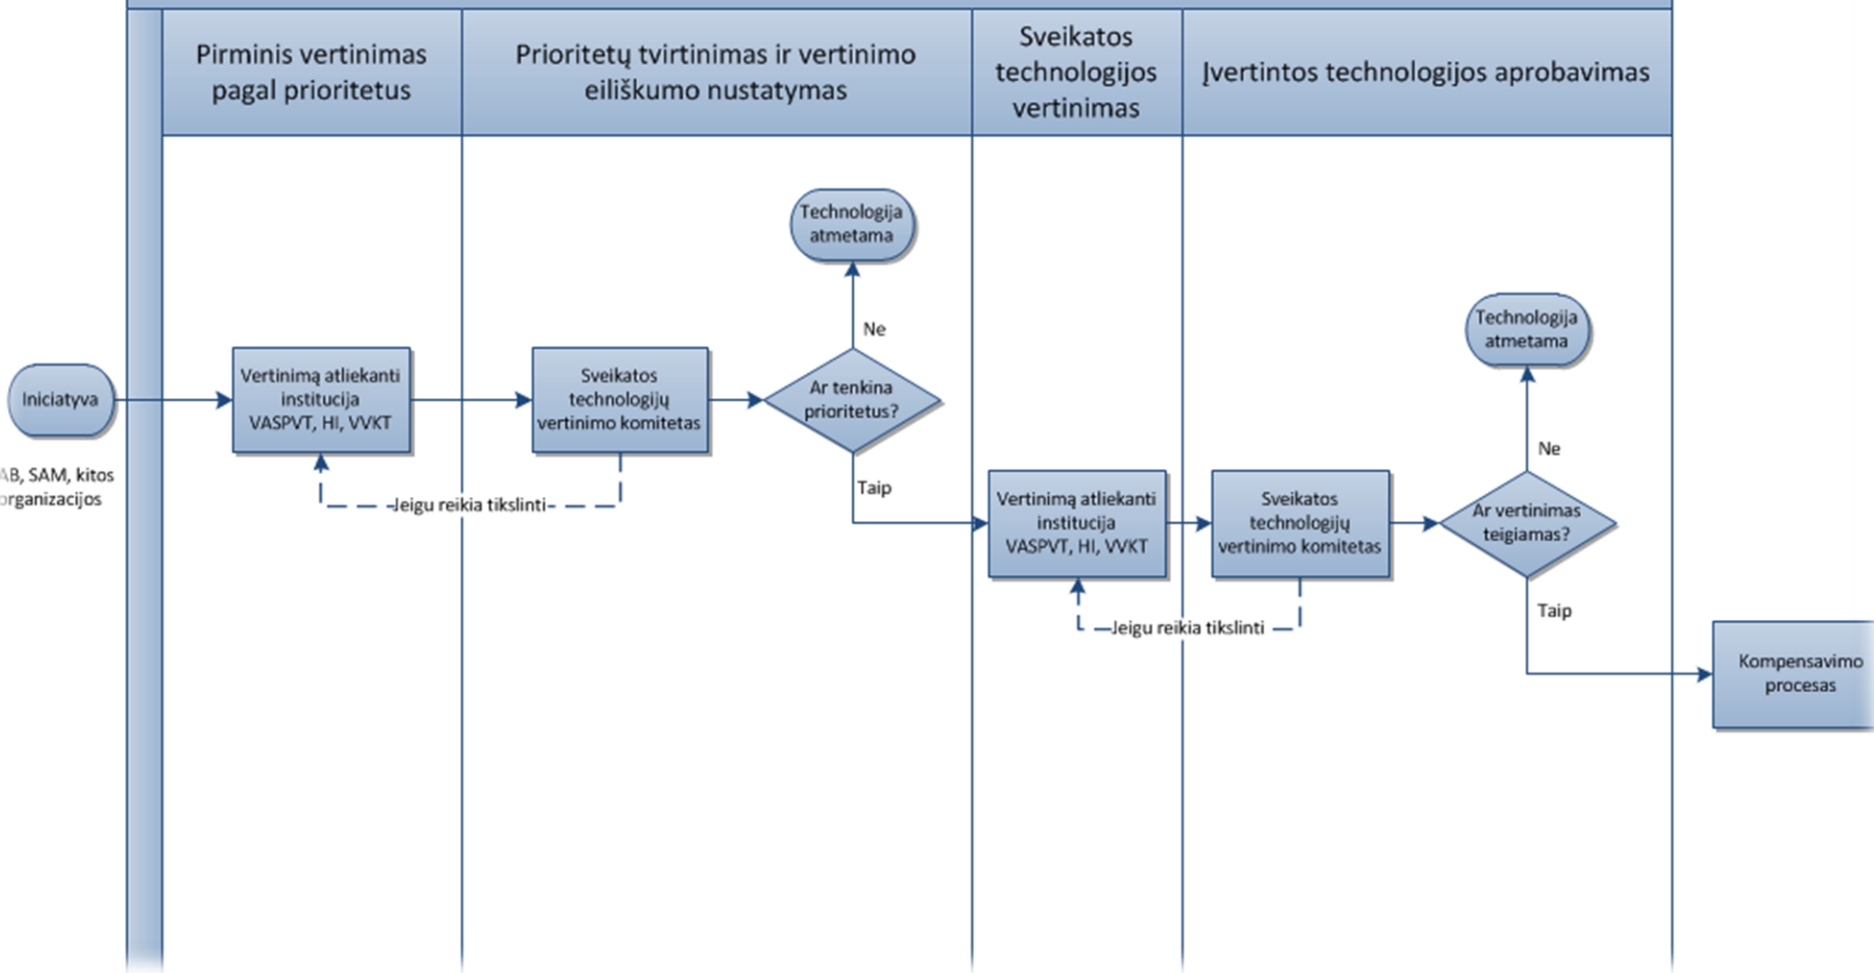 Pirminis vertinimas
pagal prioritetus
Prioritetų tvirtinimas ir vertinimo
eiliškumo nustatymas
Sveikatos
technologijos
vertinimas
Įvertintos technologijos aprobavimas
Technologija
atmetama
Ne
Iniciatyva
AB, SAM, kitos
organizacijos
Vertinimą atliekanti
institucija
VASPVT, HI, VVKT
Sveikatos
technologijų
vertinimo komitetas
Ar tenkina
prioritetus?
Jeigu reikia tikslinti
Taip
Vertinimą atliekanti
institucija
VASPVT, HI, VVKT
Sveikatos
technologijų
vertinimo komitetas
Technologija
atmetama
Ne
Ar vertinimas
teigiamas?
Jeigu reikia tikslinti
Taip
Kompensavimo
procesas